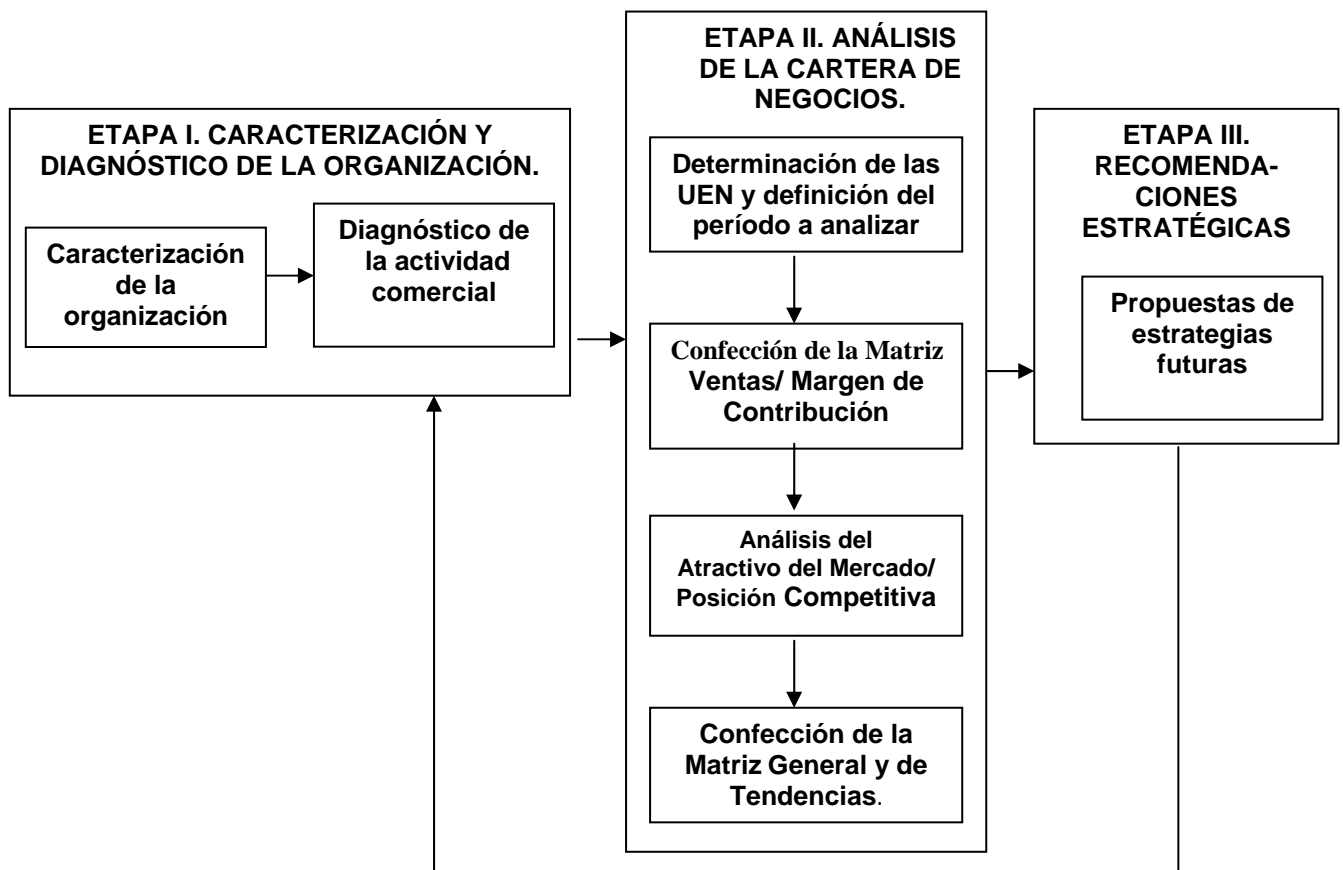 ETAPA I. CARACTERIZACIÓN Y
DIAGNÓSTICO DE LA ORGANIZACIÓN.
Caracterización
de la
organización
Diagnóstico de
la actividad
comercial
ETAPA II. ANÁLISIS
DE LA CARTERA DE
NEGOCIOS.
Determinación de las
UEN y definición del
período a analizar
Confección de la Matriz
Ventas/ Margen de
Contribución
Análisis del
Atractivo del Mercado/
Posición Competitiva
Confección de la
Matriz General y de
Tendencias.
ETAPA III.
RECOMENDA-
CIONES
ESTRATÉGICAS
Propuestas de
estrategias
futuras